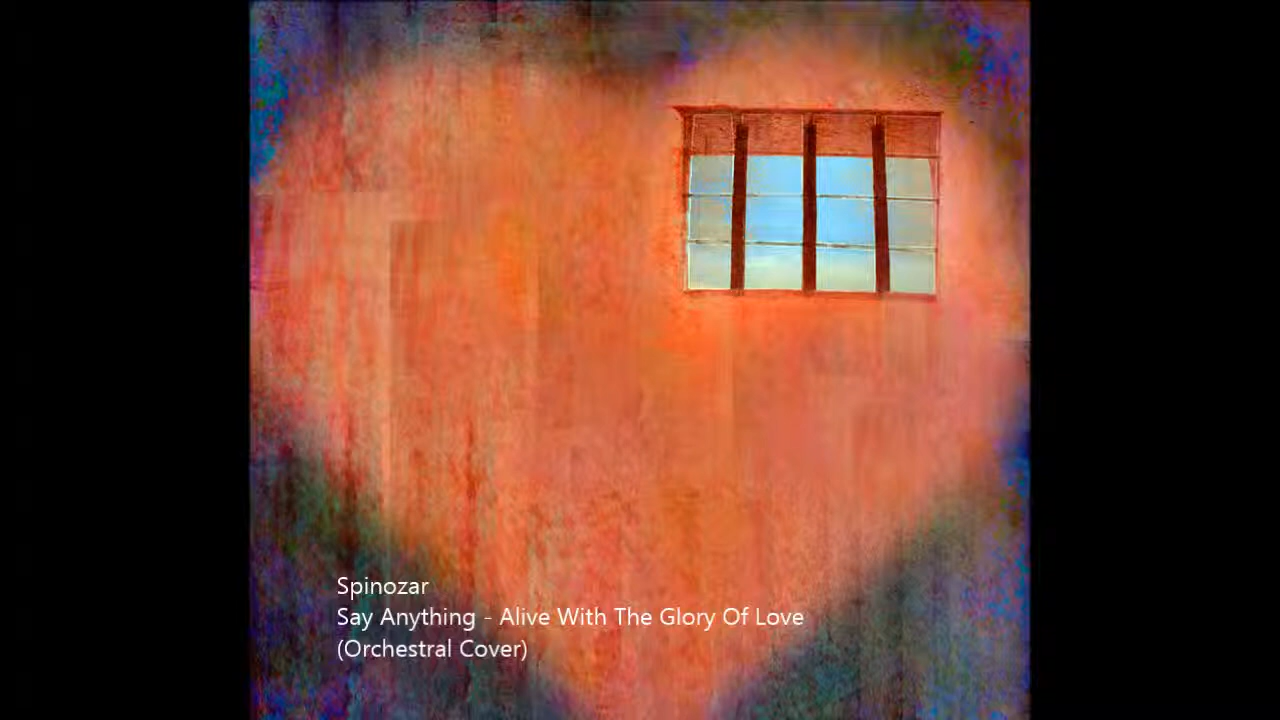 Spinozar
Say Anything - Alive With The Glory Of Love
(Orchestral Cover)